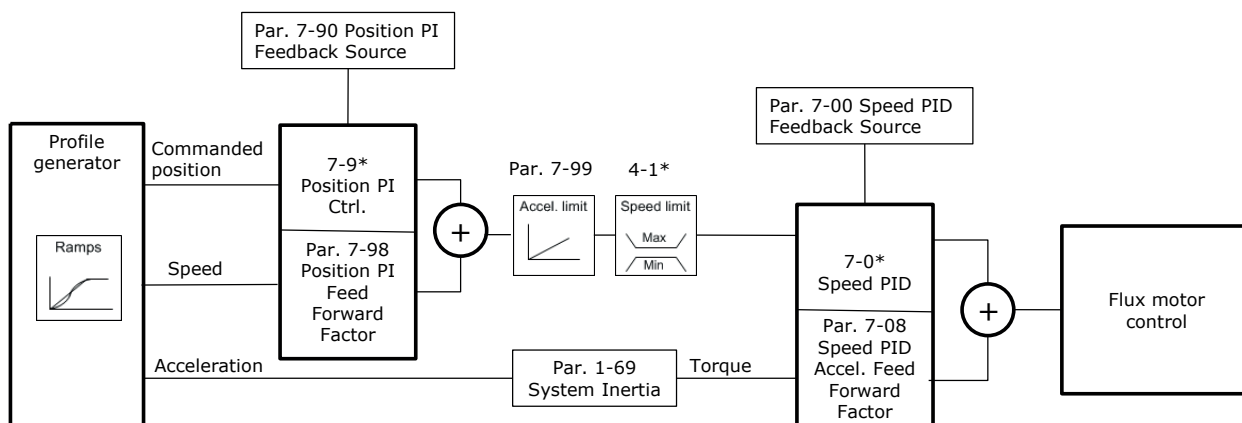 Par. 7-90 Position PI
Feedback Source
Par. 7-00 Speed PID
Feedback Source
Profile
generator
Ramps
Commanded
position
Speed
Acceleration
7-9*
Position PI
Ctrl.
Par. 7-98
Position PI
Feed
Forward
Factor
+
Par. 7-99
Accel. limit
4-1*
Speed limit
Max
Min
Par. 1-69
System Inertia
Torque
7-0*
Speed PID
Par. 7-08
Speed PID
Accel. Feed
Forward
Factor
+
Flux motor
control